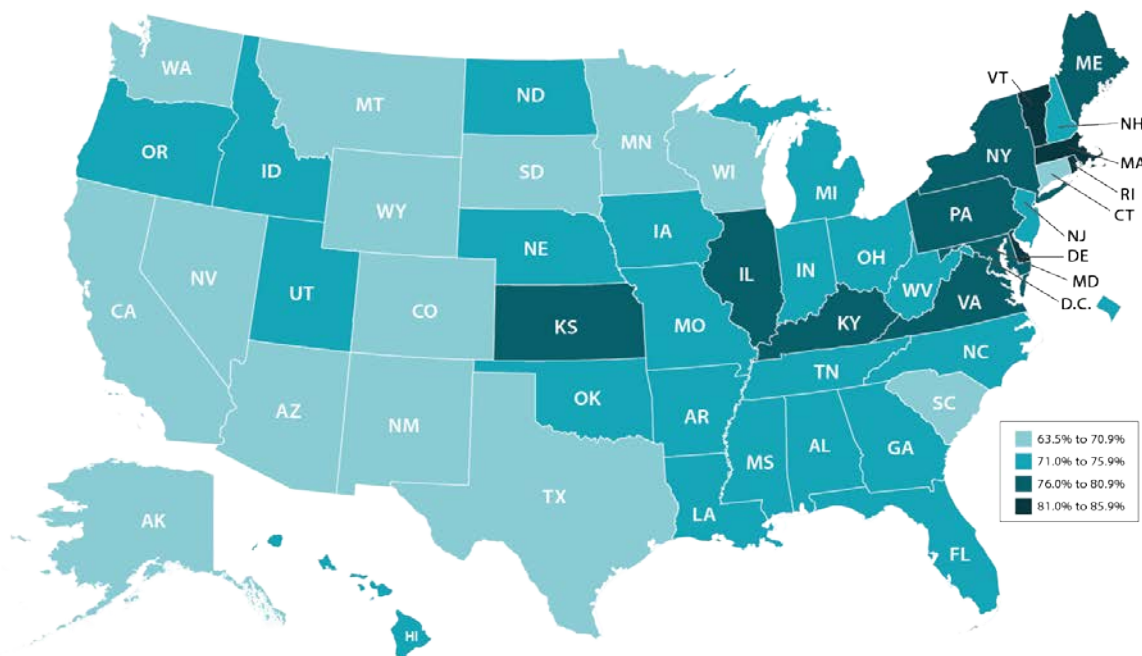 WA
MT
ND
MN
VT
ME
OR
ID
SD
WI
NY
NH
MA
WY
MI
RI
CT
NE
IA
PA
NJ
NV
UT
IL
IN
OH
DE
MD
CA
CO
WV
VA
D.C.
KS
MO
KY
NC
AZ
NM
OK
AR
TN
SC
MS
AL
GA
TX
LA
FL
AK
HI
63.5% to 70.9%
71.0% to 75.9%
76.0% to 80.9%
81.0% to 85.9%